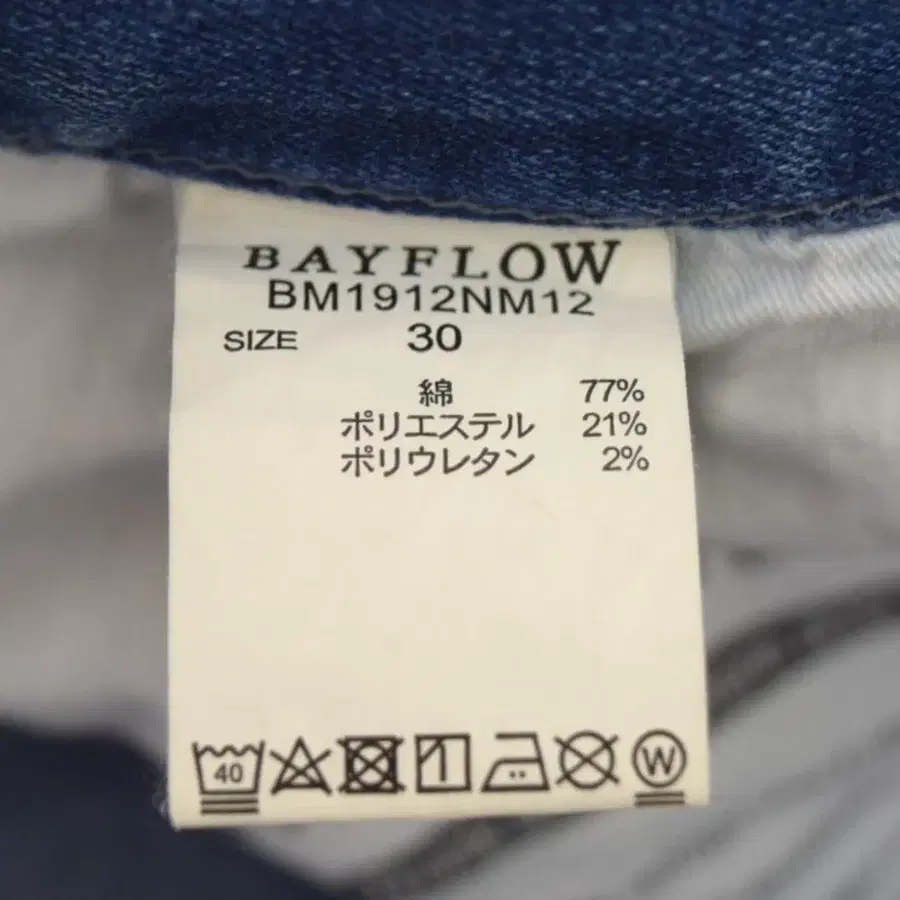 BAYFLOW
BM1912NM12
SIZE 30
綿 77%
ポリエステル 21%
ポリウレタン 2%
40 W